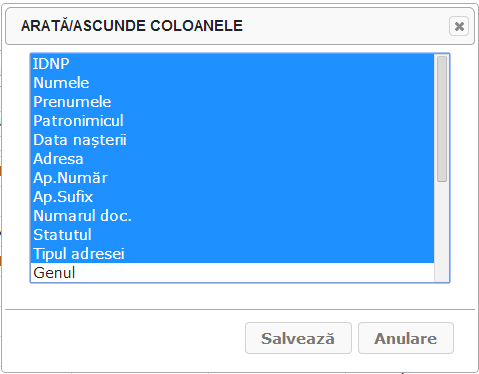 ARATĂ/ASCUNDE COLOANELE
IDNP
Numele
Prenumele
Patronimicul
Data nașterii
Adresa
Ap.Număr
Ap.Sufix
Numarul doc.
Statutul
Tipul adresei
Genul
Salvează
Anulare